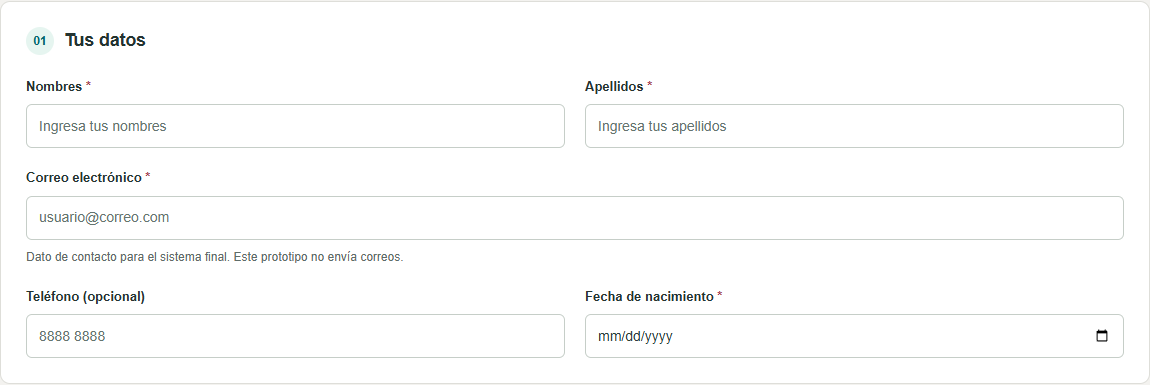 01 Tus datos
Nombres * Apellidos *
Ingresa tus nombres Ingresa tus apellidos
Correo electrónico *
usuario@correo.com
Dato de contacto para el sistema final. Este prototipo no envía correos.
Teléfono (opcional) Fecha de nacimiento *
8888 8888 mm/dd/yyyy